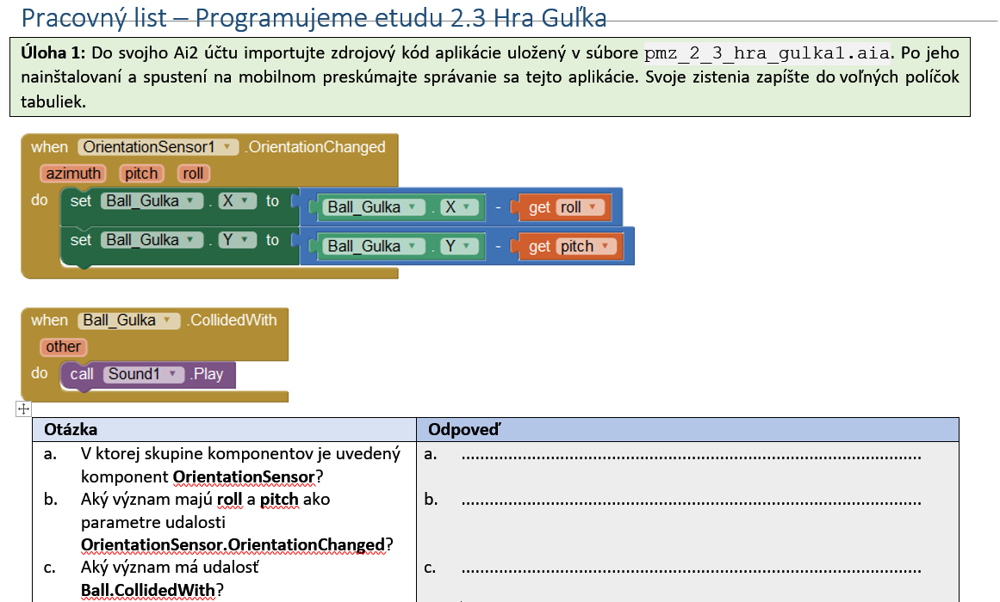 Pracovný list – Programujeme etudu 2.3 Hra Guľka
Úloha 1: Do svojho Ai2 účtu importujte zdrojový kód aplikácie uložený v súbore pmz_2_3_hra_gulka1.aia. Po jeho
nainštalovaní a spustení na mobilnom preskúmajte správanie sa tejto aplikácie. Svoje zistenia zapíšte do voľných políčok
tabuliek.
when OrientationSensor1 .OrientationChanged
azimuth pitch roll
do set Ball_Gulka . X to Ball_Gulka . X - get roll
set Ball_Gulka . Y to Ball_Gulka . Y - get pitch
when Ball_Gulka .CollidedWith
other
do call Sound1 .Play
Otázka Odpoveď
a. V ktorej skupine komponentov je uvedený a. ....................................................................................................
komponent OrientationSensor?
b. Aký význam majú roll a pitch ako b. ....................................................................................................
parametre udalosti
OrientationSensor.OrientationChanged?
c. Aký význam má udalosť c. ....................................................................................................
Ball.CollidedWith?